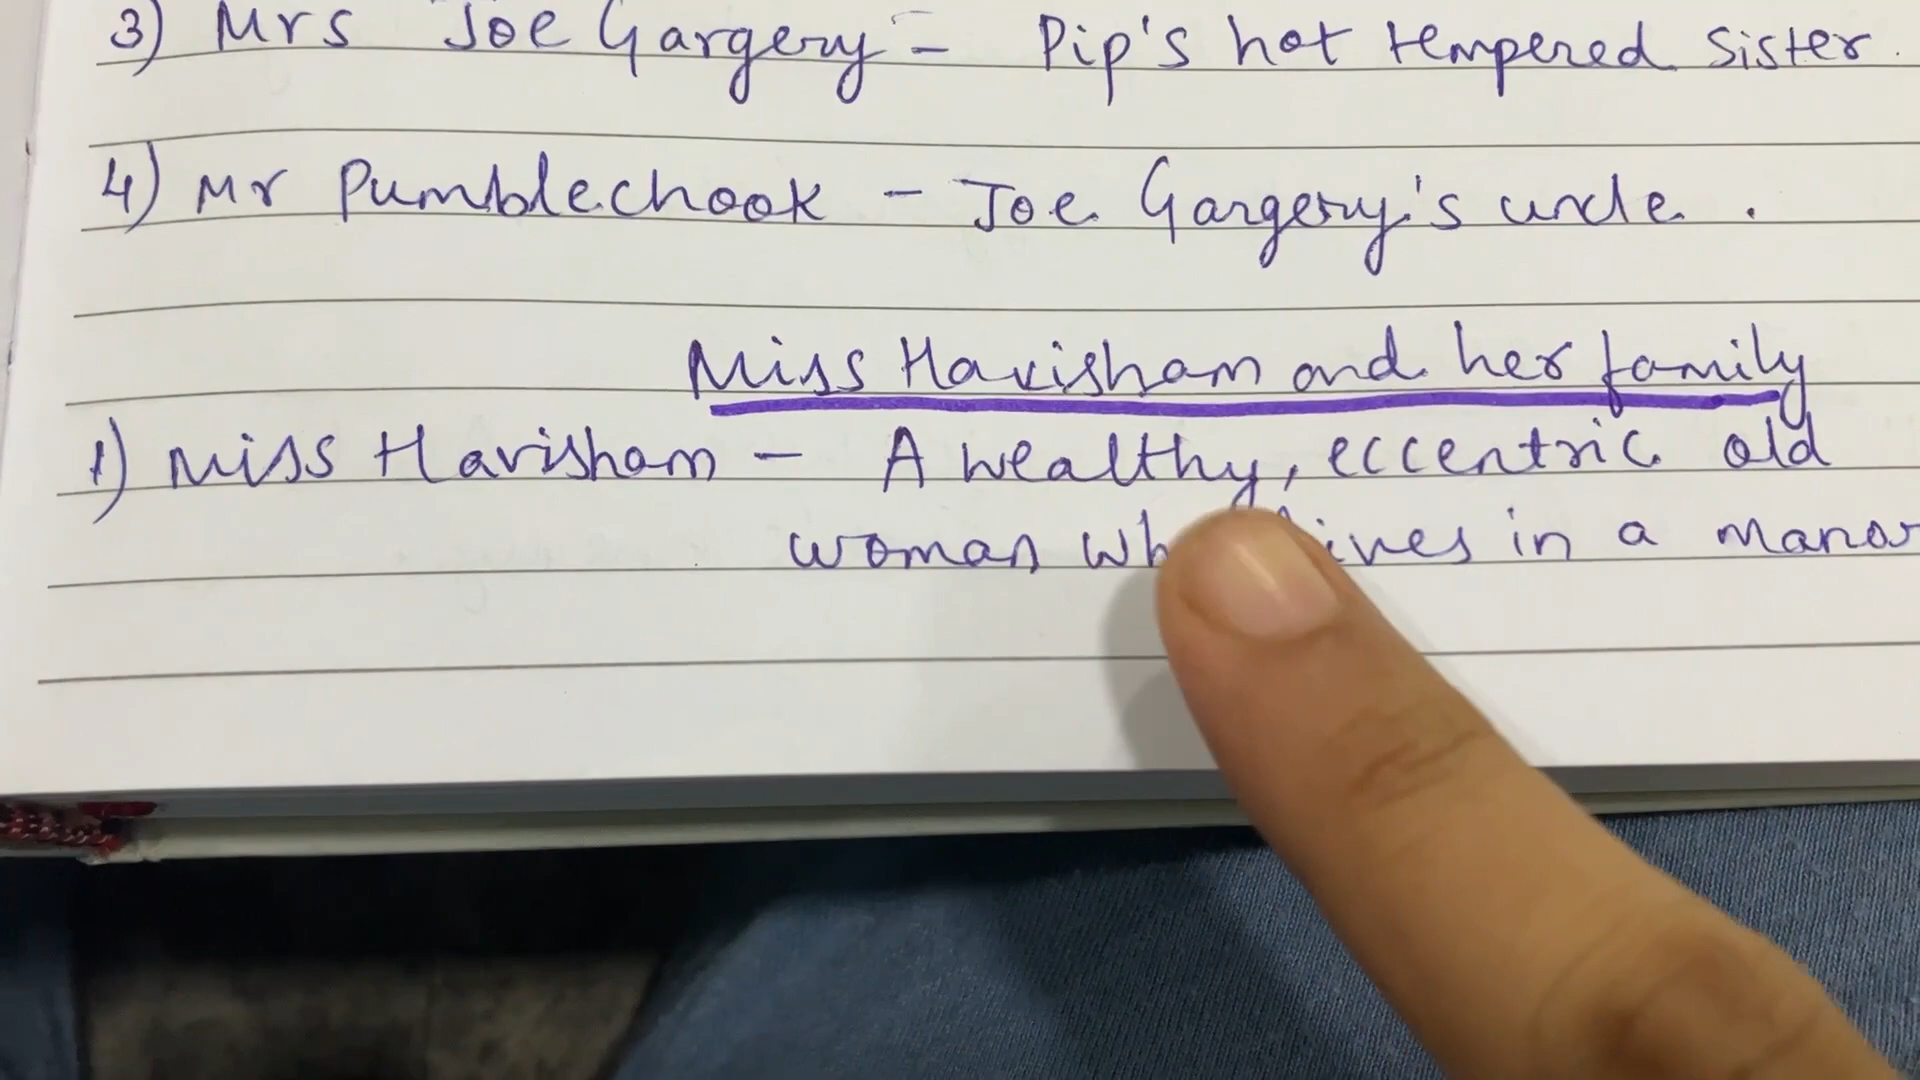 3) Mrs Joe Gargery - Pip's hot tempered sister.
4) Mr Pumblechook - Joe Gargery's uncle.
Miss Havisham and her family
1) Miss Havisham - A wealthy, eccentric old
woman lives in a manor